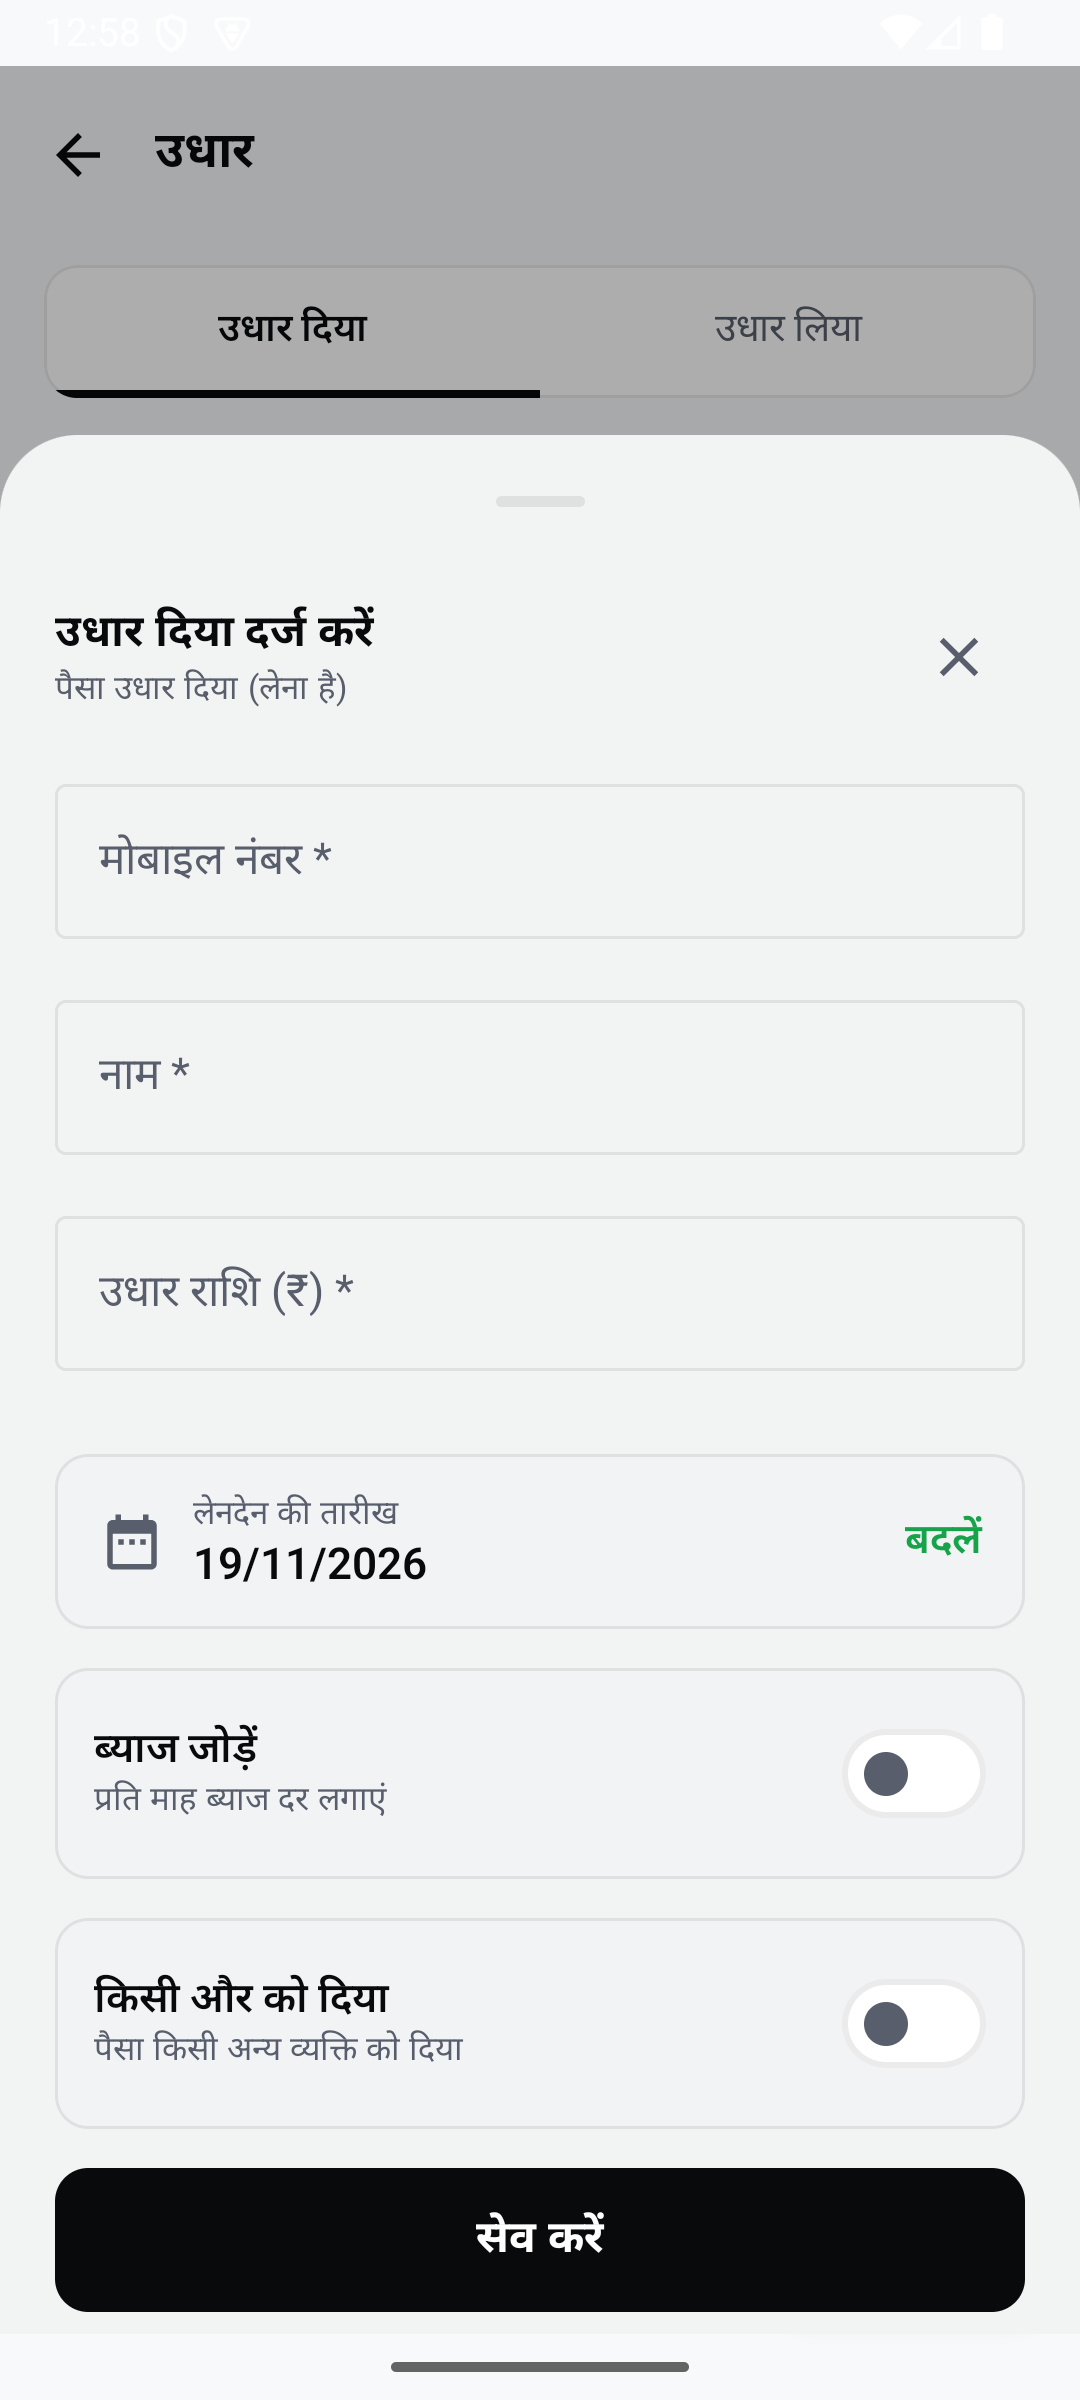 12:58
उधार
उधार दिया
उधार लिया
उधार दिया दर्ज करें
पैसा उधार दिया (लेना है)
मोबाइल नंबर *
नाम *
उधार राशि (₹) *
लेनदेन की तारीख
19/11/2026
बदलें
ब्याज जोड़ें
प्रति माह ब्याज दर लगाएं
किसी और को दिया
पैसा किसी अन्य व्यक्ति को दिया
सेव करें